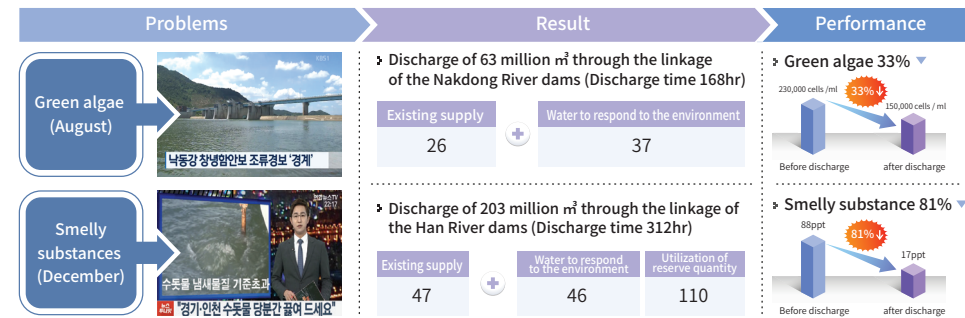 Problems
Result
Performance
Green algae
(August)
KBS1
낙동강 창녕함안보 조류경보 '경계'
Discharge of 63 million ㎥ through the linkage
of the Nakdong River dams (Discharge time 168hr)
Existing supply
Water to respond to the environment
26
37
Green algae 33%
230,000 cells /ml
33%
150,000 cells / ml
Before discharge
after discharge
Smelly
substances
(December)
22:17
수돗물 냄새물질 기준초과
"경기·인천 수돗물 당분간 끓여 드세요"
Discharge of 203 million ㎥ through the linkage of
the Han River dams (Discharge time 312hr)
Existing supply
Water to respond
to the environment
Utilization of
reserve quantity
47
46
110
Smelly substance 81%
88ppt
81%
17ppt
Before discharge
after discharge